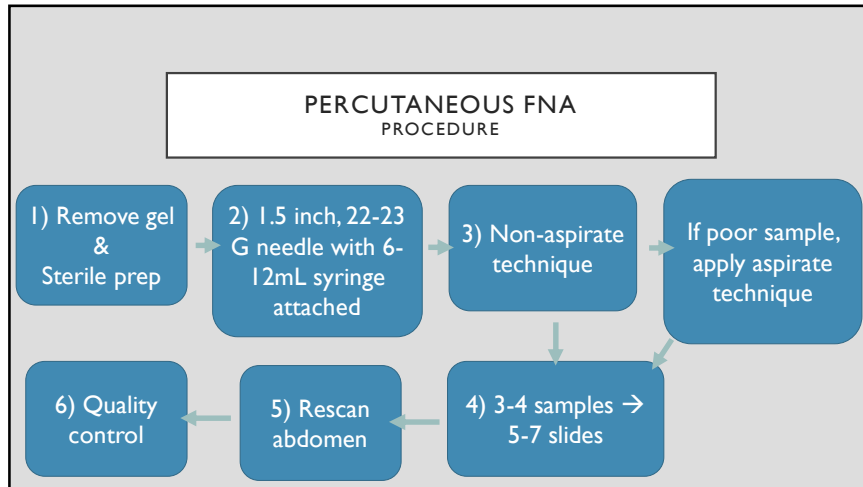 PERCUTANEOUS FNA
PROCEDURE
1) Remove gel
&
Sterile prep
2) 1.5 inch, 22-23
G needle with 6-
12mL syringe
attached
3) Non-aspirate
technique
If poor sample,
apply aspirate
technique
4) 3-4 samples →
5-7 slides
5) Rescan
abdomen
6) Quality
control